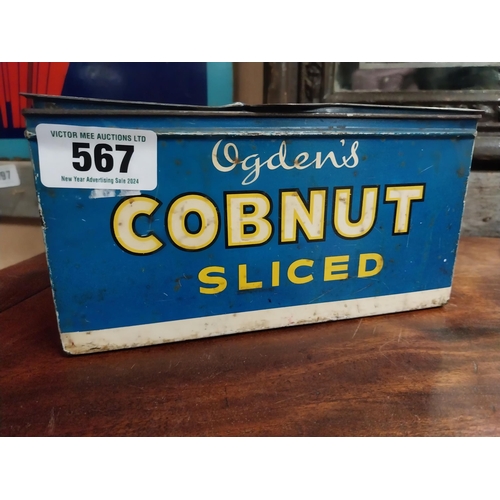 VICTOR MEE AUCTIONS LTD
567
New Year Advertising Sale 2024
Ogden's
COBNUT
SLICED